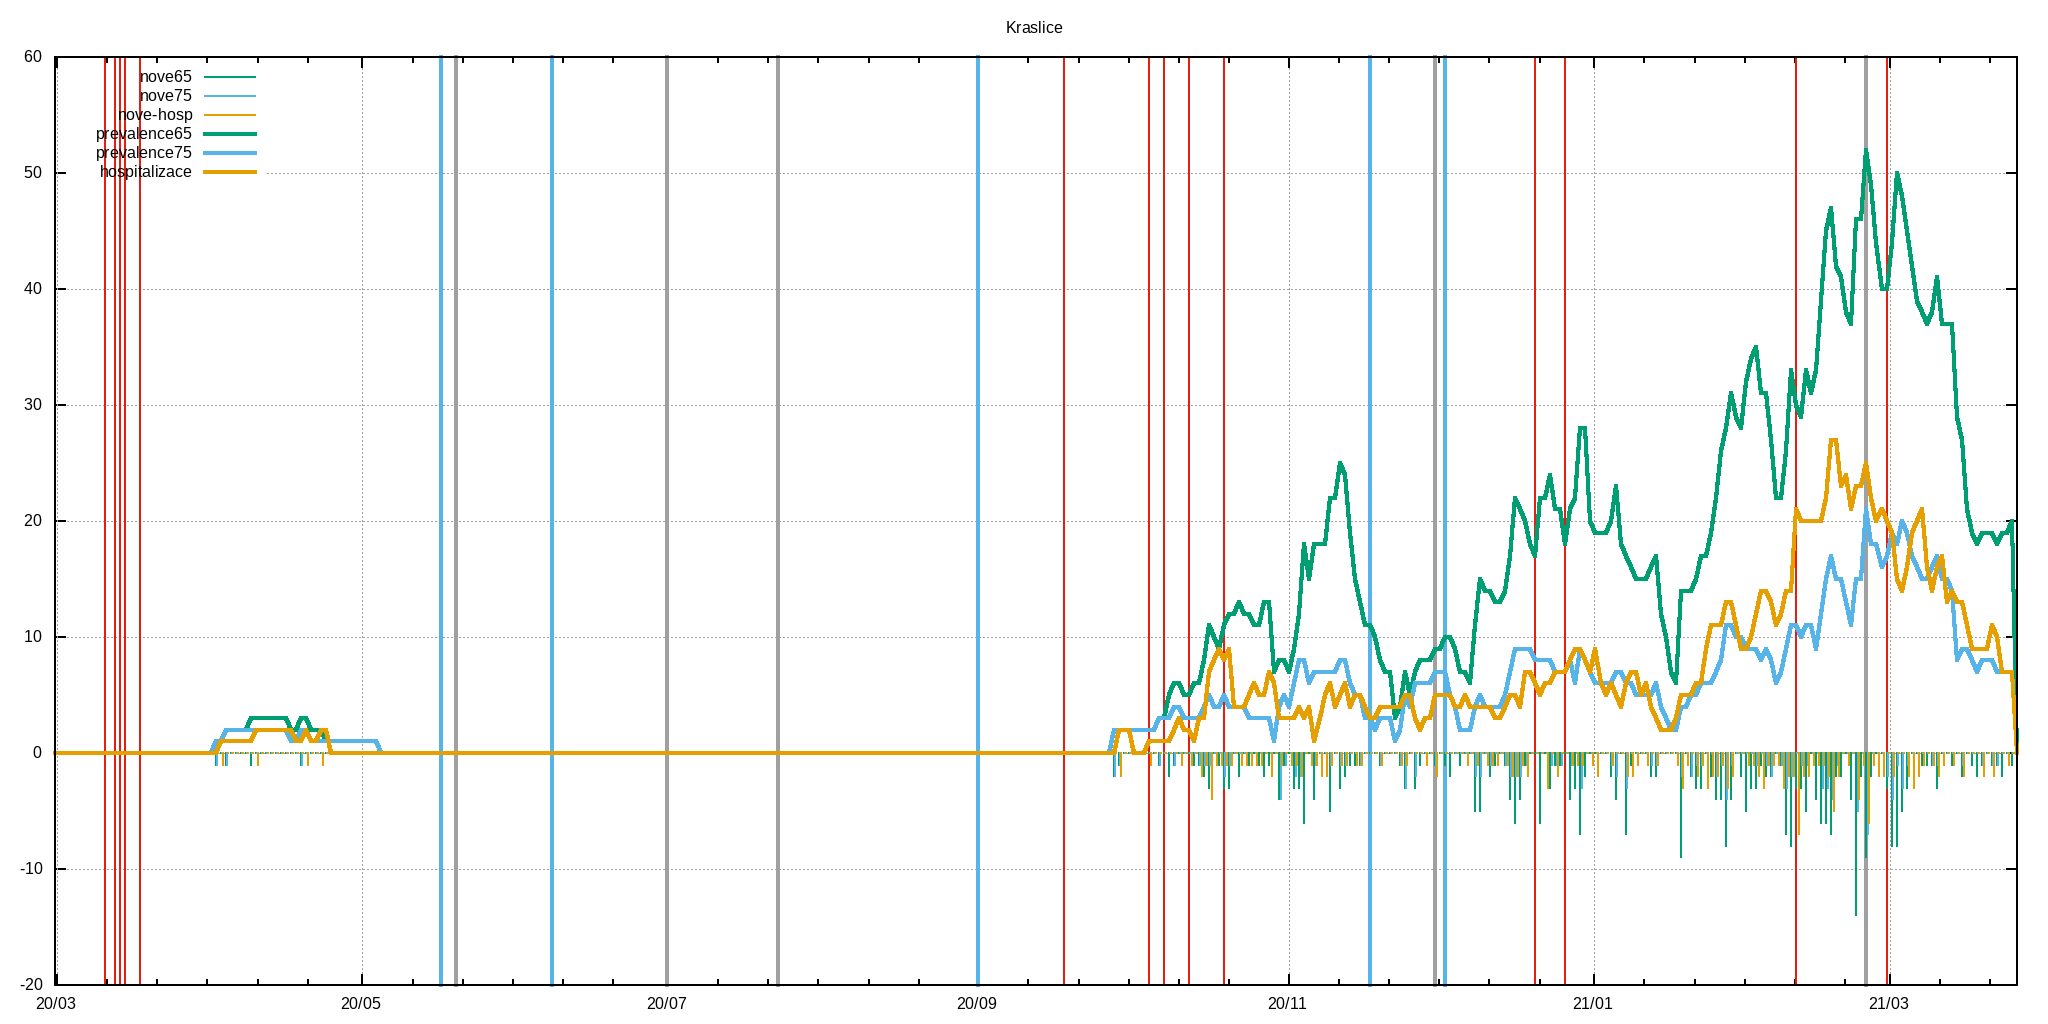 Kraslice
60
50
40
30
20
10
0
-10
-20
nove65
nove75
nove-hosp
prevalence65
prevalence75
hospitalizace
20/03 20/05 20/07 20/09 20/11 21/01 21/03